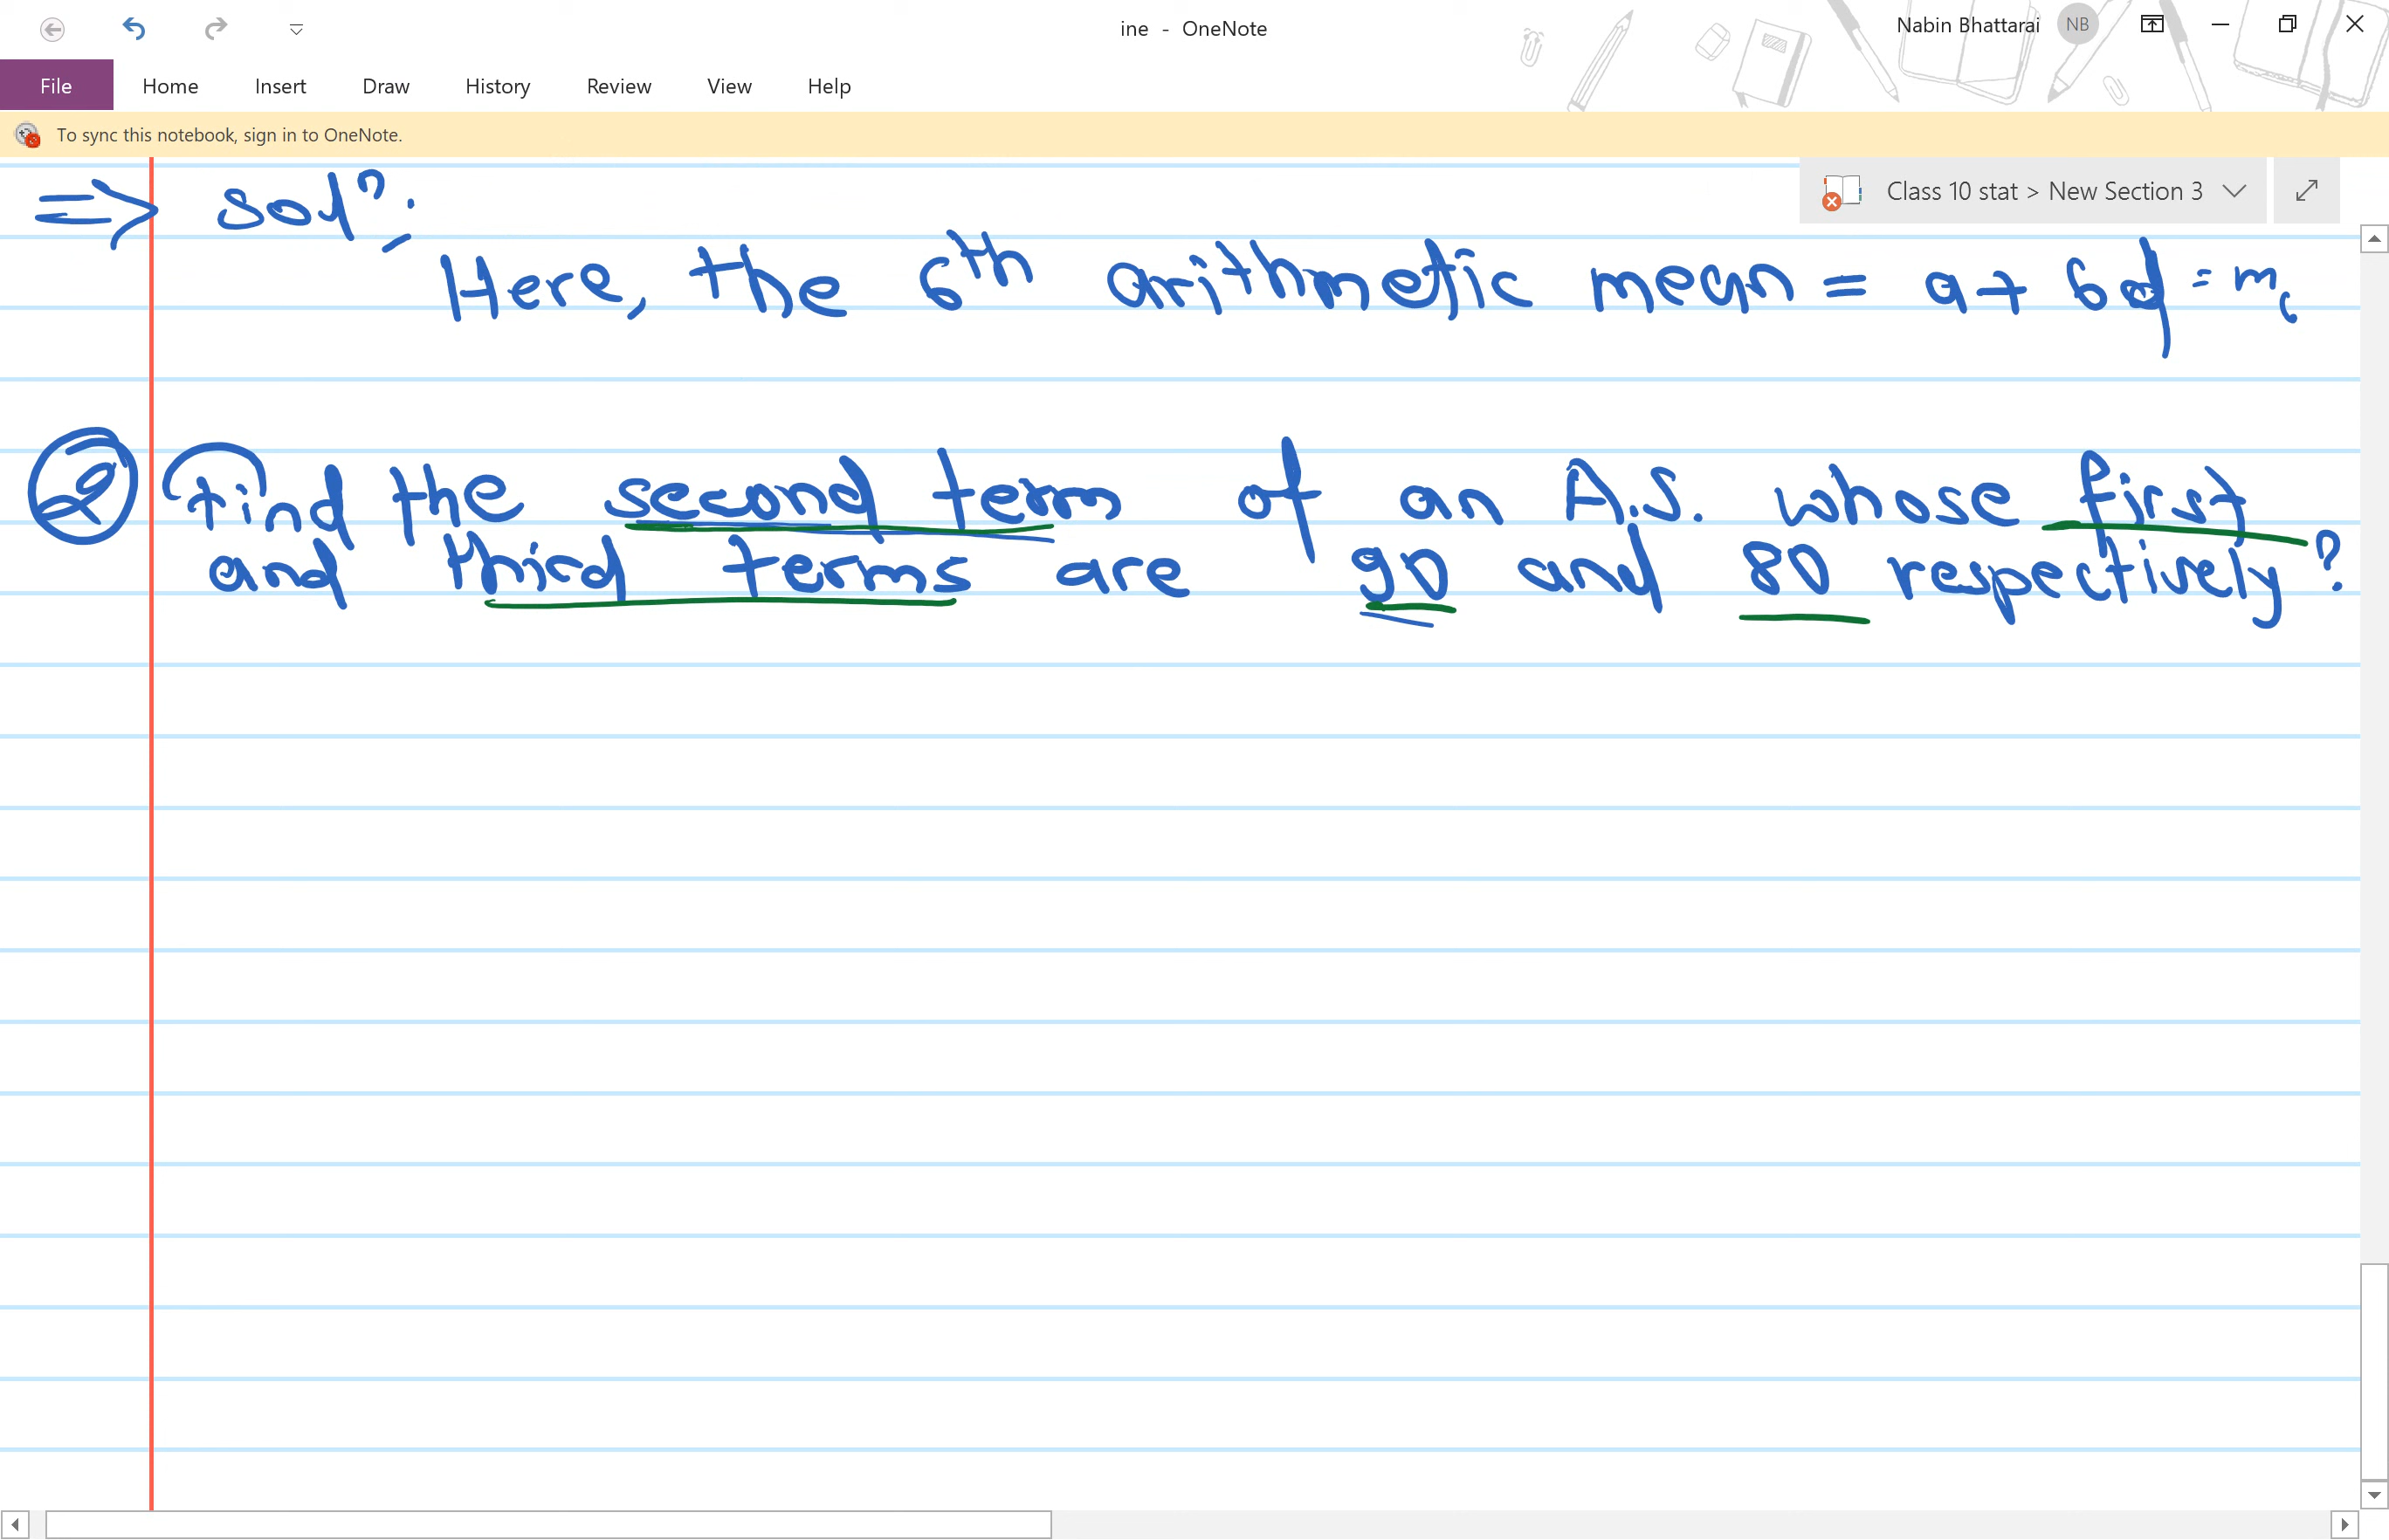 ine - OneNote
Nabin Bhattarai NB
File Home Insert Draw History Review View Help
To sync this notebook, sign in to OneNote.
Class 10 stat > New Section 3
=> solⁿ:
Here, the 6th arithmetic mean = a + 6d = m₆
2 Find the second term of an A.S. whose first
and third terms are 90 and 80 respectively?